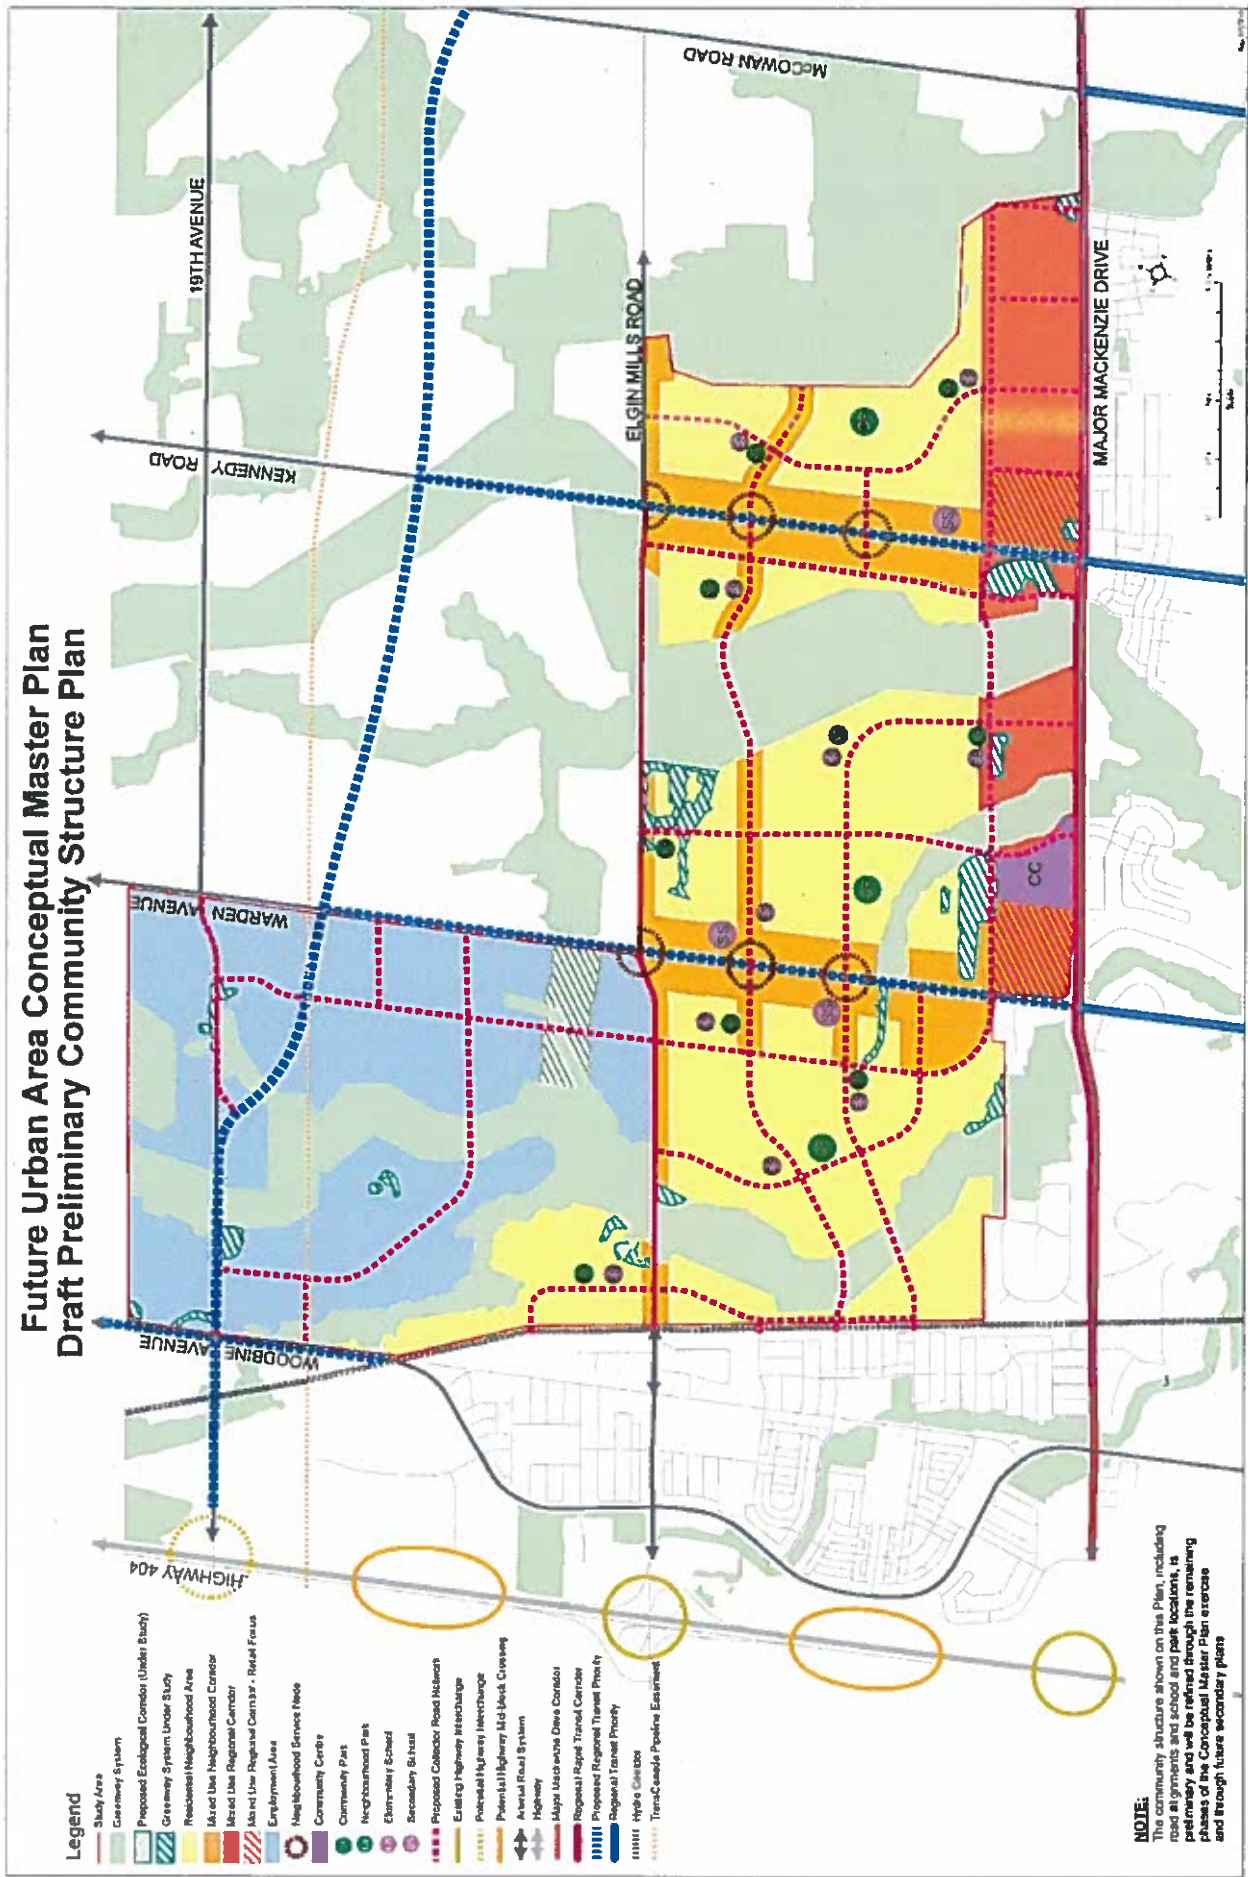 Future Urban Area Conceptual Master Plan
Draft Preliminary Community Structure Plan
Legend
Study Area
Greenway System
Proposed Ecological Corridor (Under Study)
Greenway System Under Study
Residential Neighbourhood Area
Mixed Use Neighbourhood Corridor
Mixed Use Regional Corridor
Mixed Use Regional Corridor - Retail Focus
Employment Area
Neighbourhood Service Node
Community Centre
Community Park
Neighbourhood Park
Elementary School
Secondary School
Proposed Collector Road Network
Existing Highway Interchange
Potential Highway Interchange
Potential Highway Mid-block Crossing
Arterial Road System
Highway
Major Mackenzie Drive Corridor
Regional Rapid Transit Corridor
Proposed Regional Transit Priority
Regional Transit Priority
Hydro Corridor
TransCanada Pipeline Easement
HIGHWAY 404
WOODBINE
AVENUE
WARDEN
AVENUE
KENNEDY
ROAD
McCOWAN ROAD
19TH AVENUE
ELGIN MILLS ROAD
MAJOR MACKENZIE DRIVE
CC
SS
SS
SS
NOTE:
The community structure shown on this Plan, including
road alignments and school and park locations, is
preliminary and will be refined through the remaining
phases of the Conceptual Master Plan exercise
and through future secondary plans